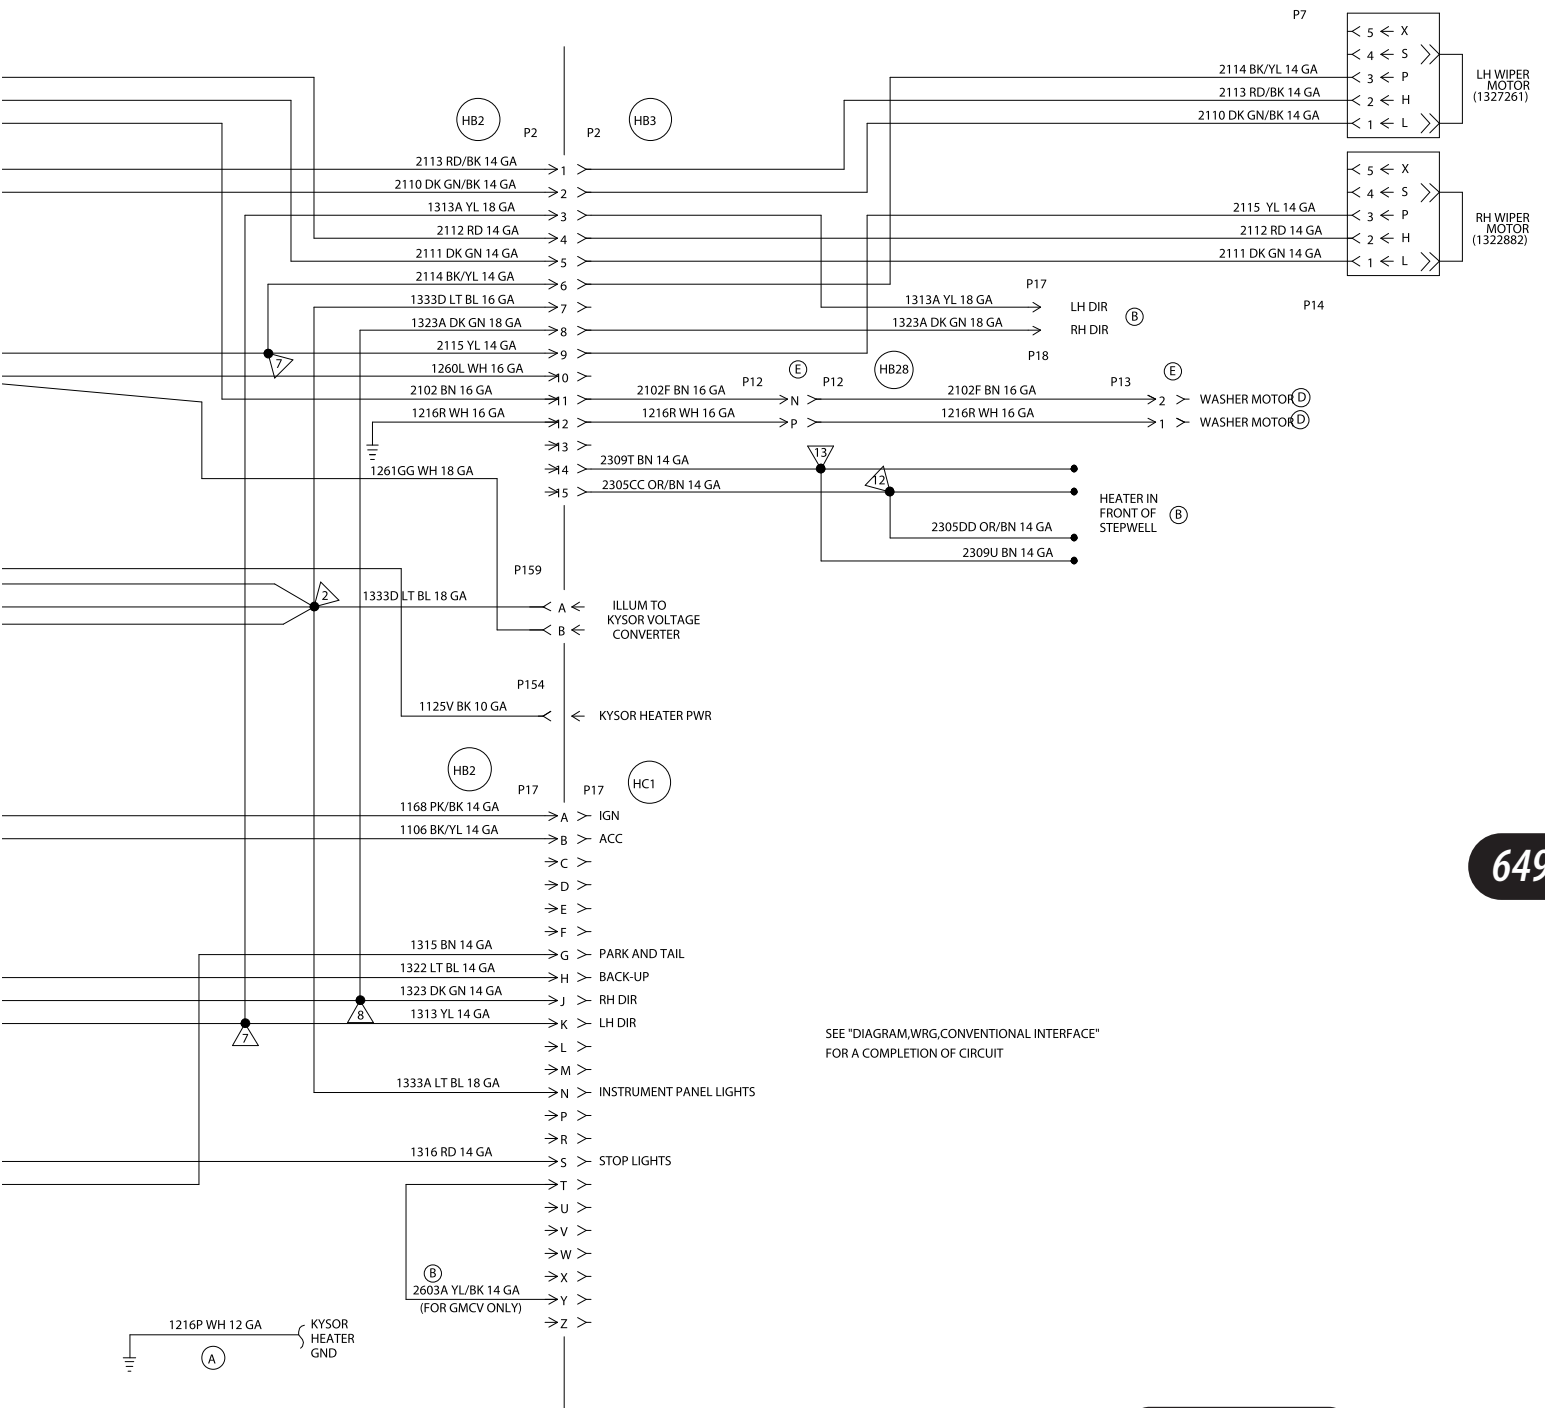 P7
5 X
4 S
2114 BK/YL 14 GA 3 P
2113 RD/BK 14 GA 2 H
2110 DK GN/BK 14 GA 1 L
LH WIPER
MOTOR
(1327261)
HB2 P2 P2 HB3
2113 RD/BK 14 GA 1
2110 DK GN/BK 14 GA 2
1313A YL 18 GA 3
2112 RD 14 GA 4
2111 DK GN 14 GA 5
2114 BK/YL 14 GA 6
1333D LT BL 16 GA 7
1323A DK GN 18 GA 8
2115 YL 14 GA 9
7
1260L WH 16 GA 10
2102 BN 16 GA 11
1216R WH 16 GA 12
13
14
15
5 X
4 S
2115 YL 14 GA 3 P
2112 RD 14 GA 2 H
2111 DK GN 14 GA 1 L
RH WIPER
MOTOR
(1322882)
P17
1313A YL 18 GA LH DIR
1323A DK GN 18 GA RH DIR
B
P14
P18
P12 E P12 HB28 P13 E
2102F BN 16 GA N 2102F BN 16 GA 2 WASHER MOTOR D
1216R WH 16 GA P 1216R WH 16 GA 1 WASHER MOTOR D
2309T BN 14 GA 13
2305CC OR/BN 14 GA 12
2305DD OR/BN 14 GA
2309U BN 14 GA
HEATER IN
FRONT OF
STEPWELL
B
1261GG WH 18 GA
P159
2
1333D LT BL 18 GA A
B
ILLUM TO
KYSOR VOLTAGE
CONVERTER
P154
1125V BK 10 GA KYSOR HEATER PWR
HB2 P17 P17 HC1
1168 PK/BK 14 GA A IGN
1106 BK/YL 14 GA B ACC
C
D
E
F
1315 BN 14 GA G PARK AND TAIL
1322 LT BL 14 GA H BACK-UP
1323 DK GN 14 GA J RH DIR
8
1313 YL 14 GA K LH DIR
7
L
M
1333A LT BL 18 GA N INSTRUMENT PANEL LIGHTS
P
R
1316 RD 14 GA S STOP LIGHTS
T
U
V
W
X
B
2603A YL/BK 14 GA Y
(FOR GMCV ONLY)
Z
SEE "DIAGRAM,WRG,CONVENTIONAL INTERFACE"
FOR A COMPLETION OF CIRCUIT
649
1216P WH 12 GA
A
KYSOR
HEATER
GND